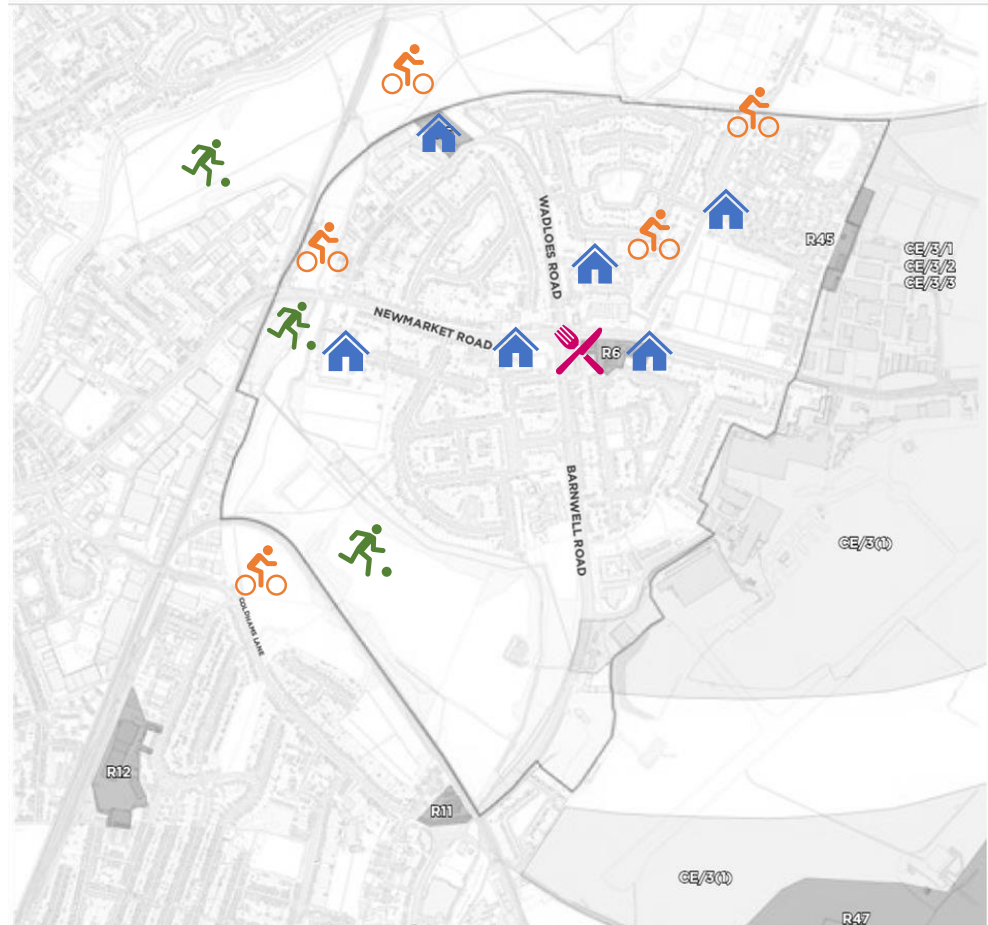 WADLOES ROAD
R45
CE/3/1
CE/3/2
CE/3/3
NEWMARKET ROAD
R6
BARNWELL ROAD
CE/3(1)
COLDHAMS LANE
R12
R11
CE/3(1)
R47